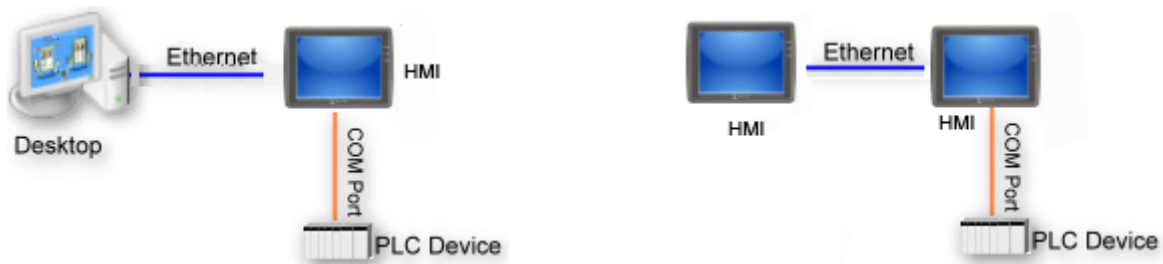 Ethernet
HMI
Desktop
COM Port
PLC Device
Ethernet
HMI
HMI
COM Port
PLC Device